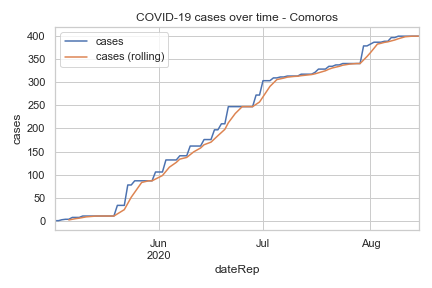 COVID-19 cases over time - Comoros
cases
cases (rolling)
400
350
300
250
200
150
100
50
0
cases
Jun
2020
Jul
Aug
dateRep